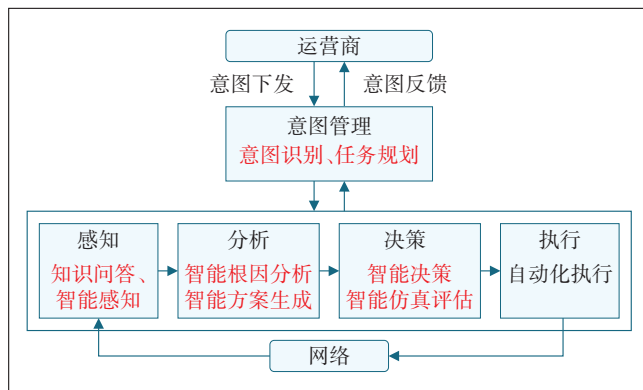 运营商
意图下发
意图反馈
意图管理
意图识别、任务规划
感知
知识问答、
智能感知
分析
智能根因分析
智能方案生成
决策
智能决策
智能仿真评估
执行
自动化执行
网络